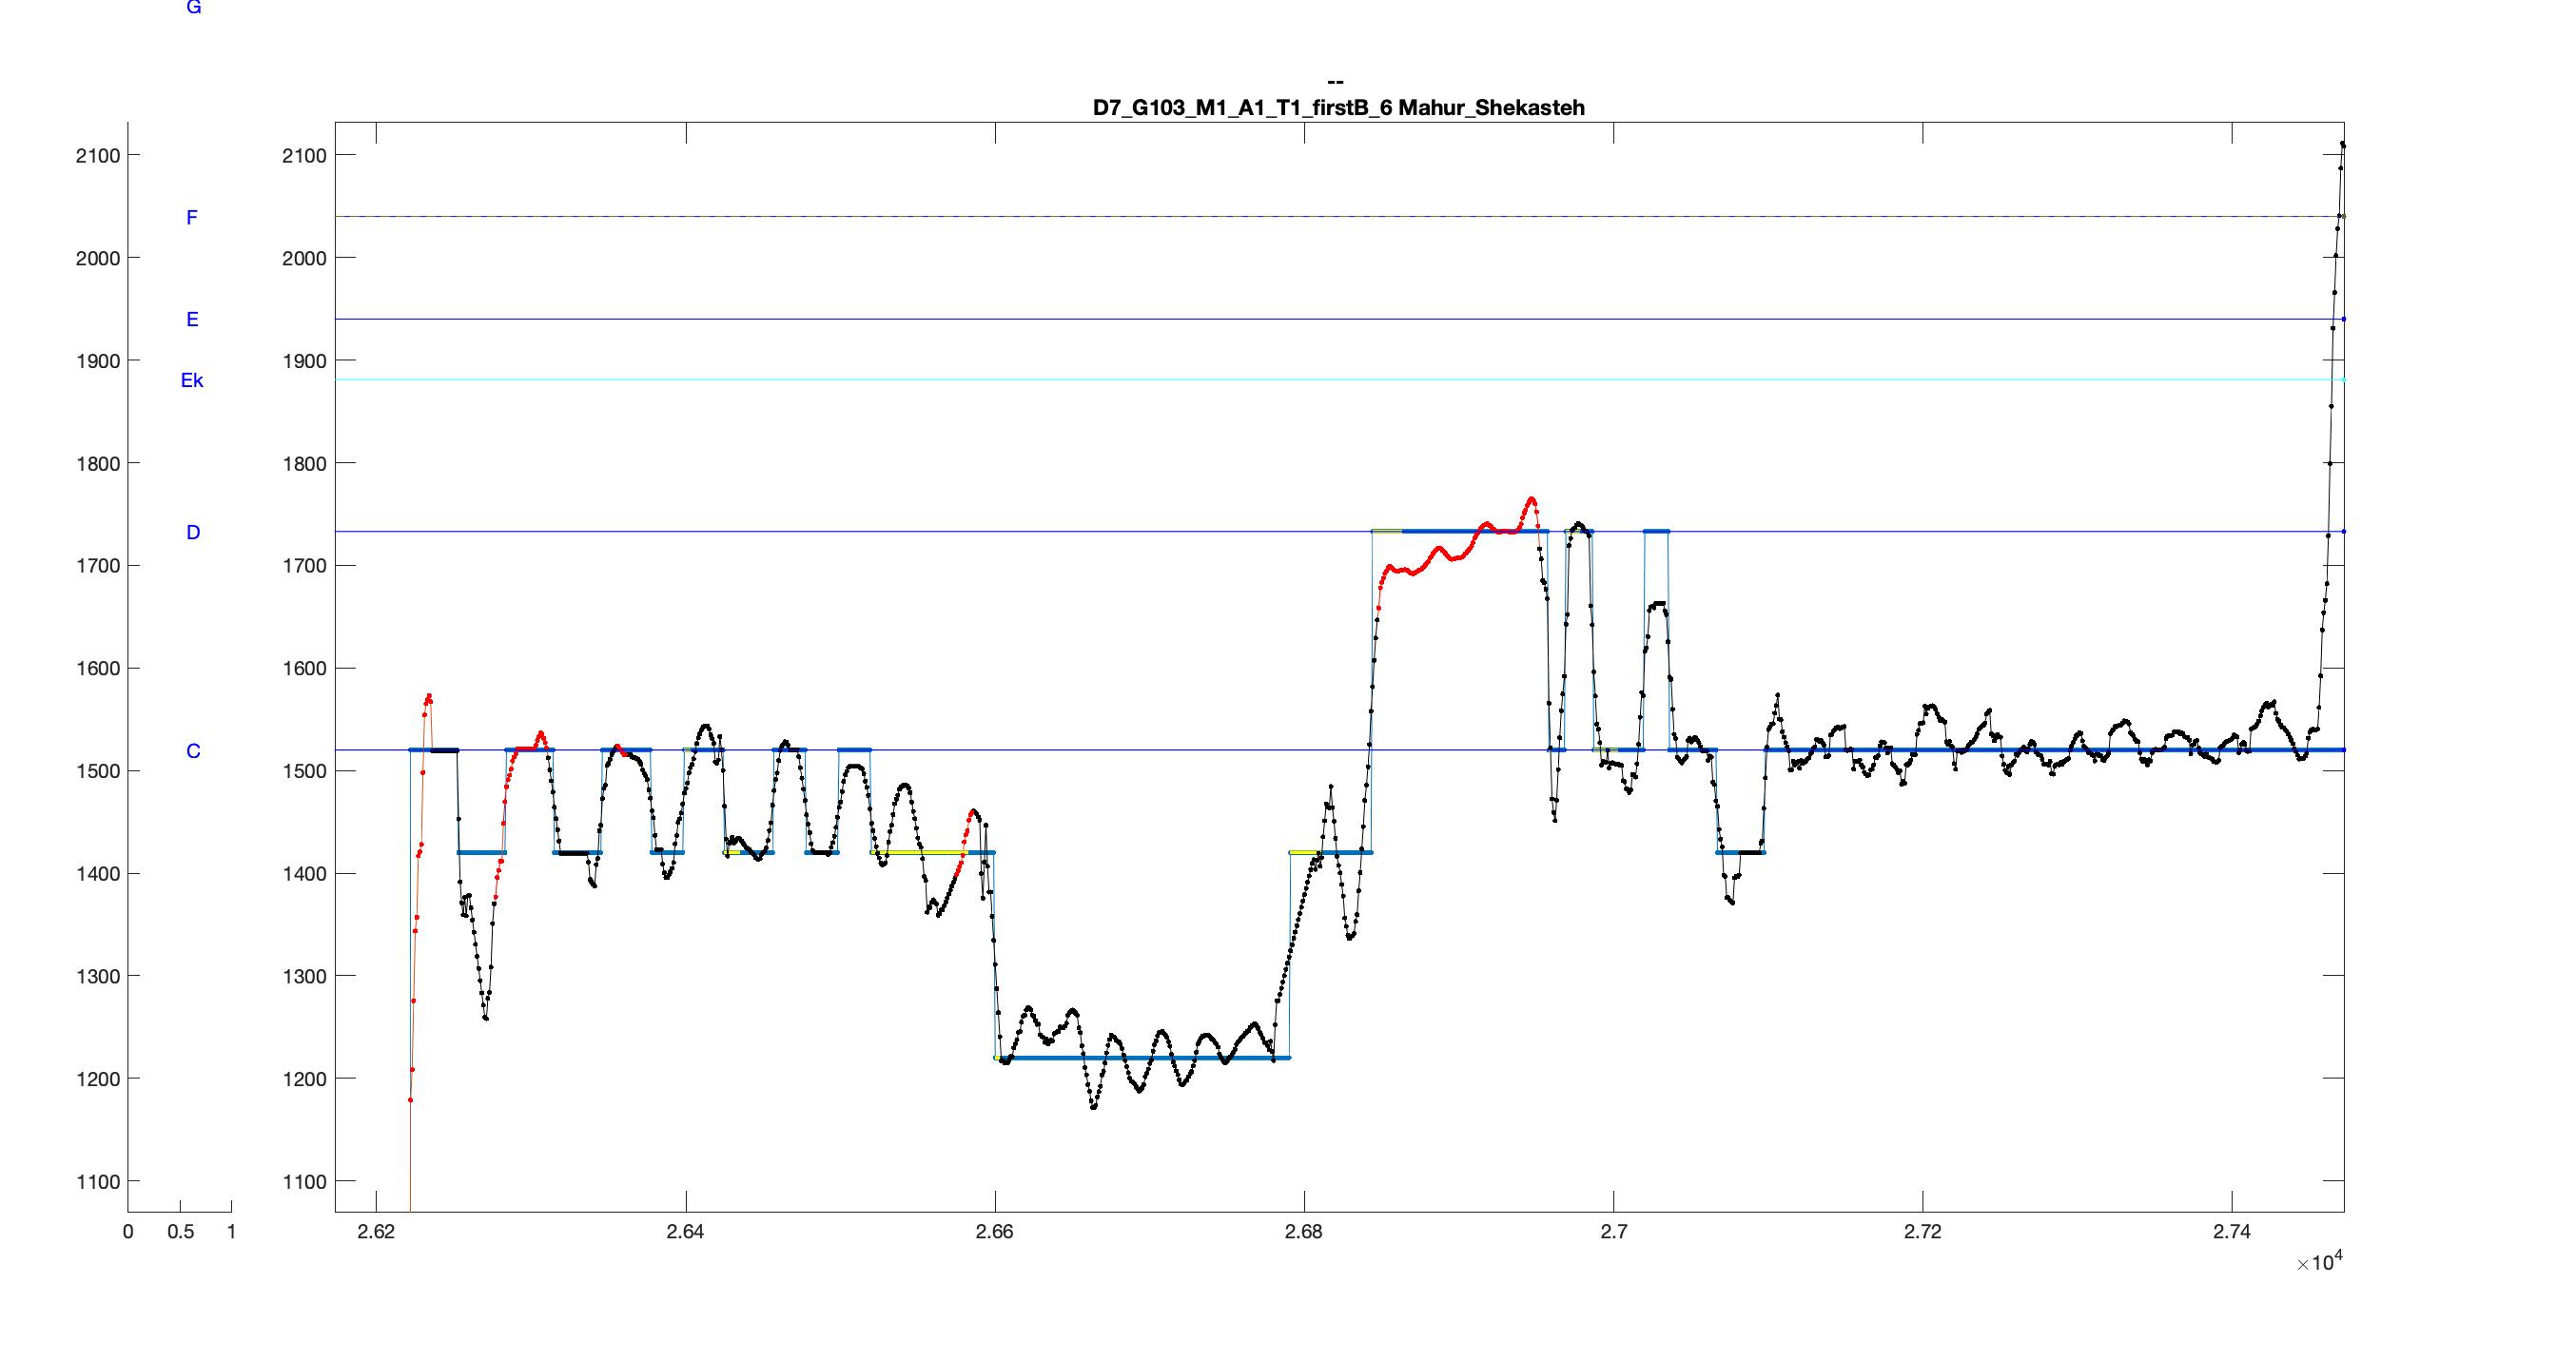 G
--
D7_G103_M1_A1_T1_firstB_6 Mahur_Shekasteh
2100 2100
F
2000 2000
E
1900 1900
Ek
1800 1800
D
1700 1700
1600 1600
C
1500 1500
1400 1400
1300 1300
1200 1200
1100 1100
0 0.5 1 2.62 2.64 2.66 2.68 2.7 2.72 2.74
×10⁴